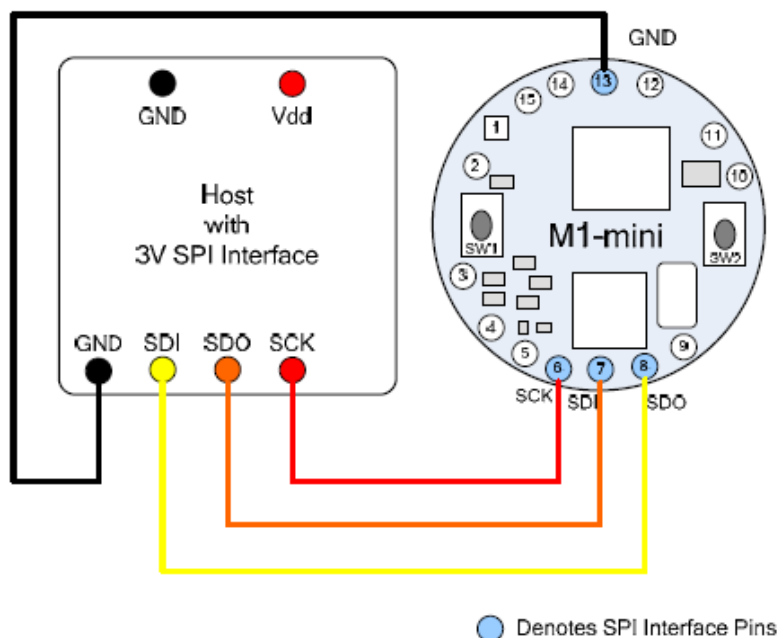 GND
Vdd
Host
with
3V SPI Interface
GND SDI SDO SCK
GND
13
14
12
15
1
11
2
10
SW1
M1-mini
SW2
3
4
5
6
7
8
9
SCK
SDI
SDO
Denotes SPI Interface Pins